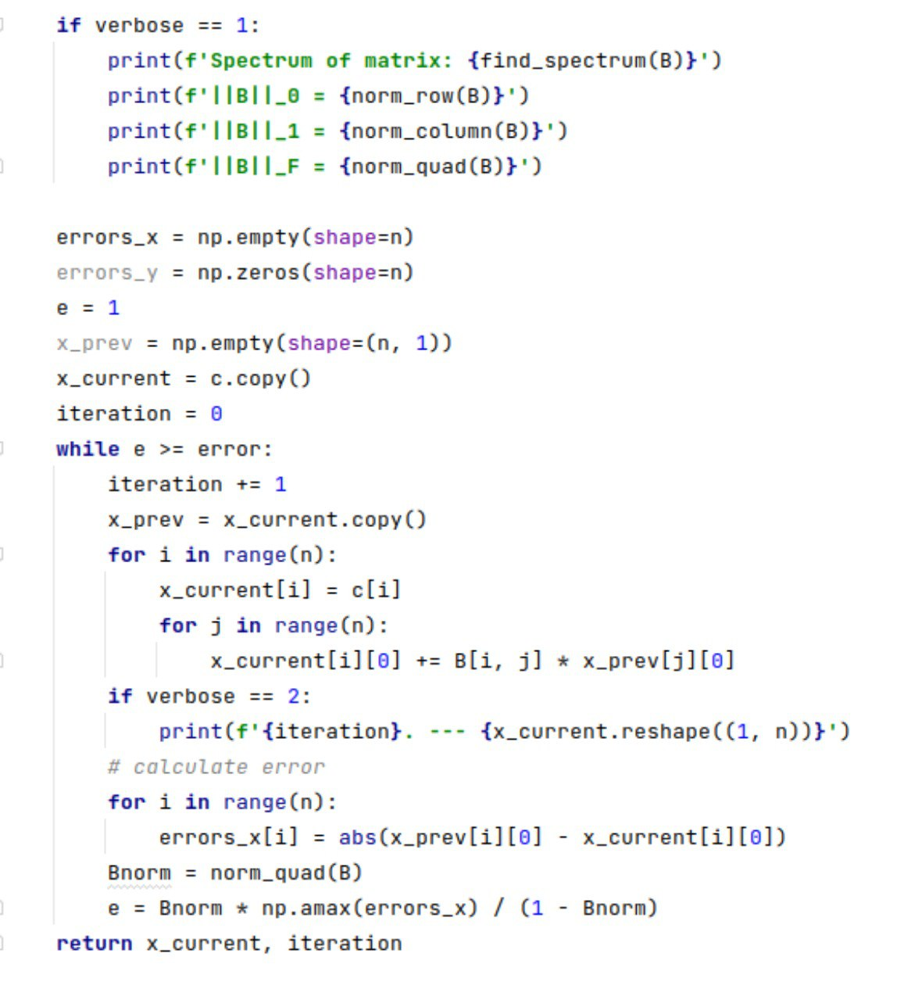 if verbose == 1:
    print(f'Spectrum of matrix: {find_spectrum(B)}')
    print(f'||B||_0 = {norm_row(B)}')
    print(f'||B||_1 = {norm_column(B)}')
    print(f'||B||_F = {norm_quad(B)}')

errors_x = np.empty(shape=n)
errors_y = np.zeros(shape=n)
e = 1
x_prev = np.empty(shape=(n, 1))
x_current = c.copy()
iteration = 0
while e >= error:
    iteration += 1
    x_prev = x_current.copy()
    for i in range(n):
        x_current[i] = c[i]
        for j in range(n):
            x_current[i][0] += B[i, j] * x_prev[j][0]
    if verbose == 2:
        print(f'{iteration}. --- {x_current.reshape((1, n))}')
    # calculate error
    for i in range(n):
        errors_x[i] = abs(x_prev[i][0] - x_current[i][0])
    Bnorm = norm_quad(B)
    e = Bnorm * np.amax(errors_x) / (1 - Bnorm)
return x_current, iteration